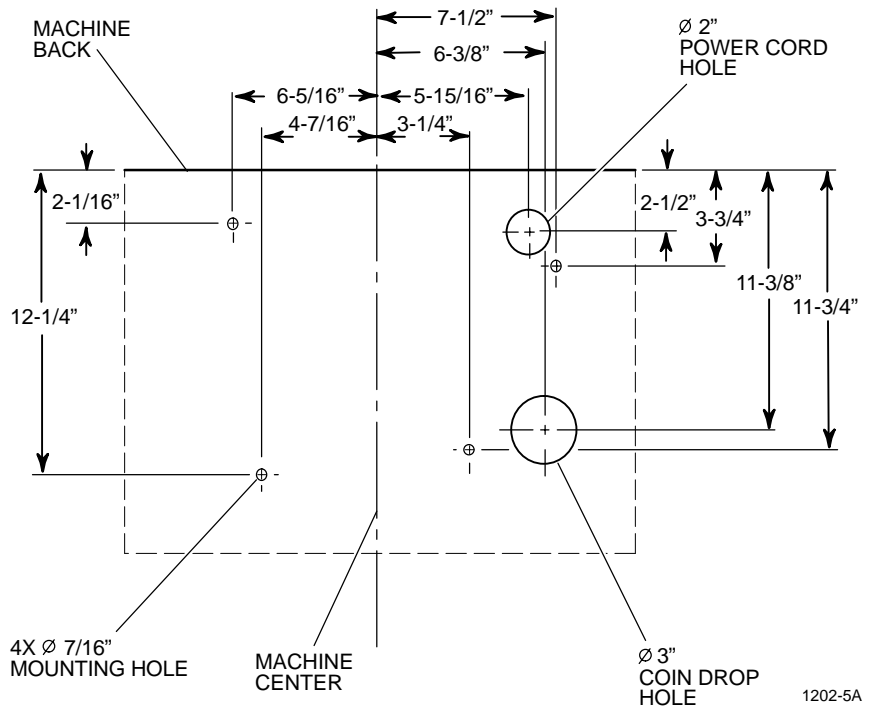 7-1/2”
MACHINE
BACK
Ø 2”
POWER CORD
HOLE
6-3/8”
6-5/16”
5-15/16”
4-7/16”
3-1/4”
2-1/16”
2-1/2”
3-3/4”
11-3/8”
11-3/4”
12-1/4”
4X Ø 7/16”
MOUNTING HOLE
MACHINE
CENTER
Ø 3”
COIN DROP
HOLE
1202-5A